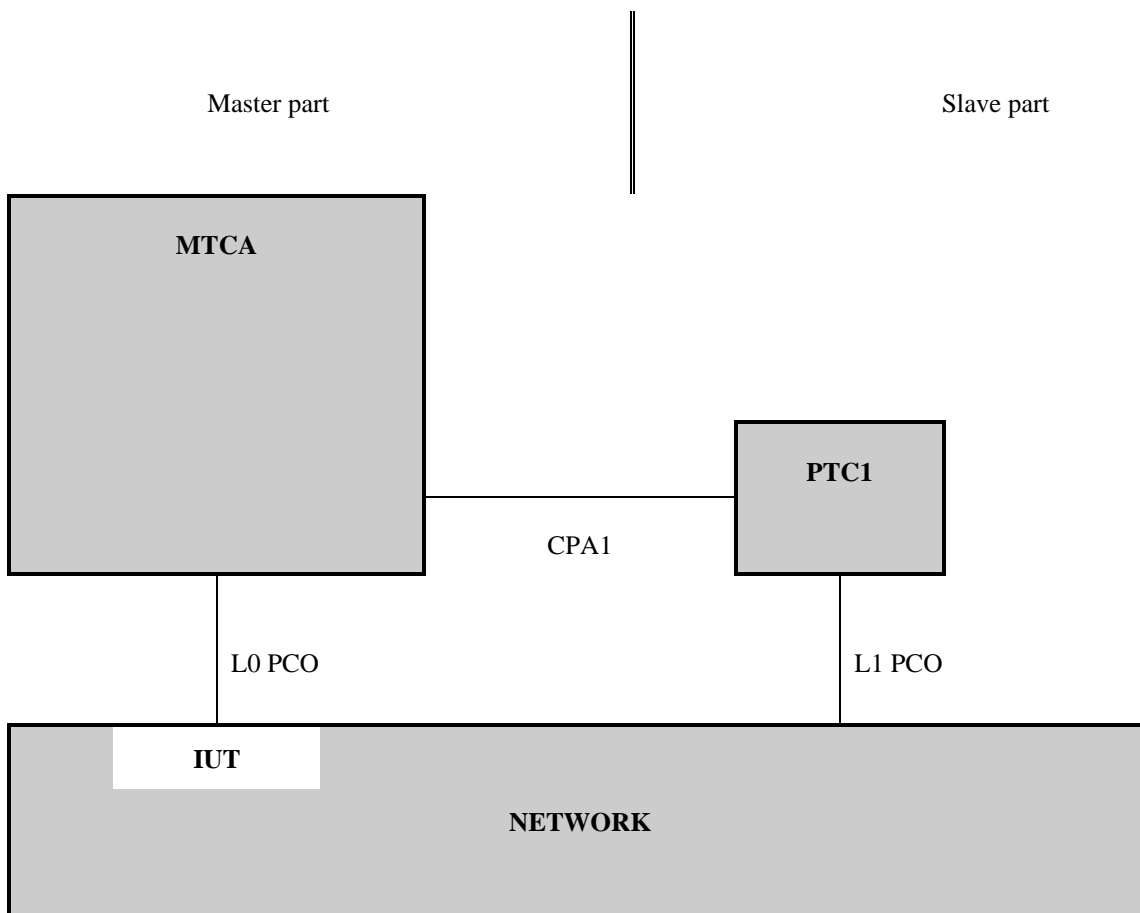 Master part
Slave part
MTCA
PTC1
CPA1
L0 PCO
L1 PCO
IUT
NETWORK